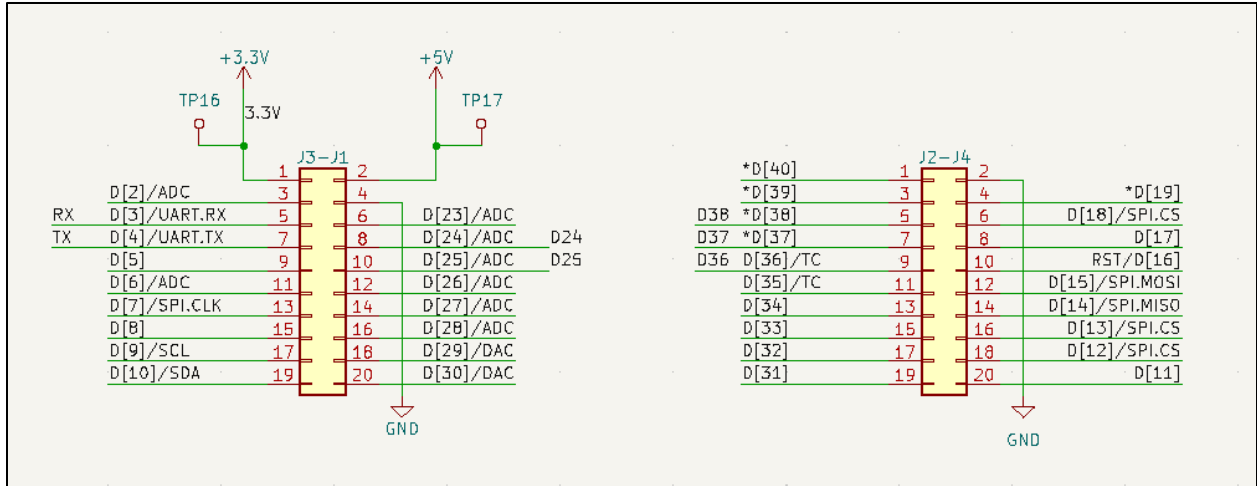 +3.3V
+5V
TP16
3.3V
TP17
J3-J1
1 2
D[2]/ADC 3 4
RX D[3]/UART.RX 5 6 D[23]/ADC
TX D[4]/UART.TX 7 8 D[24]/ADC D24
D[5] 9 10 D[25]/ADC D25
D[6]/ADC 11 12 D[26]/ADC
D[7]/SPI.CLK 13 14 D[27]/ADC
D[8] 15 16 D[28]/ADC
D[9]/SCL 17 18 D[29]/DAC
D[10]/SDA 19 20 D[30]/DAC
GND
J2-J4
*D[40] 1 2
*D[39] 3 4 *D[19]
D38 *D[38] 5 6 D[18]/SPI.CS
D37 *D[37] 7 8 D[17]
D36 D[36]/TC 9 10 RST/D[16]
D[35]/TC 11 12 D[15]/SPI.MOSI
D[34] 13 14 D[14]/SPI.MISO
D[33] 15 16 D[13]/SPI.CS
D[32] 17 18 D[12]/SPI.CS
D[31] 19 20 D[11]
GND